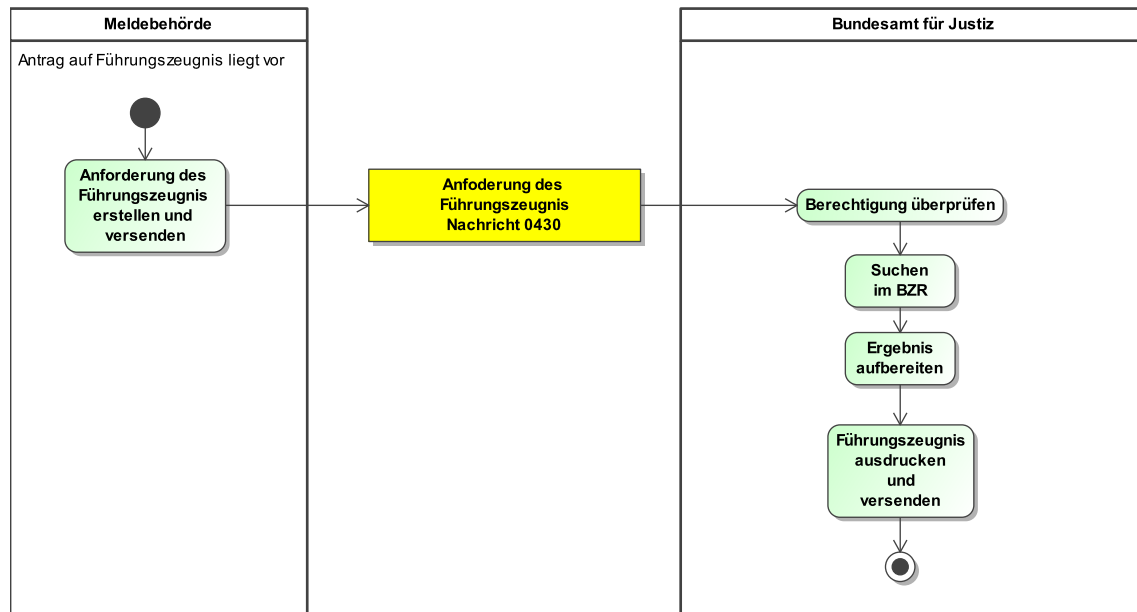 Meldebehörde
Antrag auf Führungszeugnis liegt vor
Anforderung des
Führungszeugnis
erstellen und
versenden
Anfoderung des
Führungszeugnis
Nachricht 0430
Bundesamt für Justiz
Berechtigung überprüfen
Suchen
im BZR
Ergebnis
aufbereiten
Führungszeugnis
ausdrucken
und
versenden